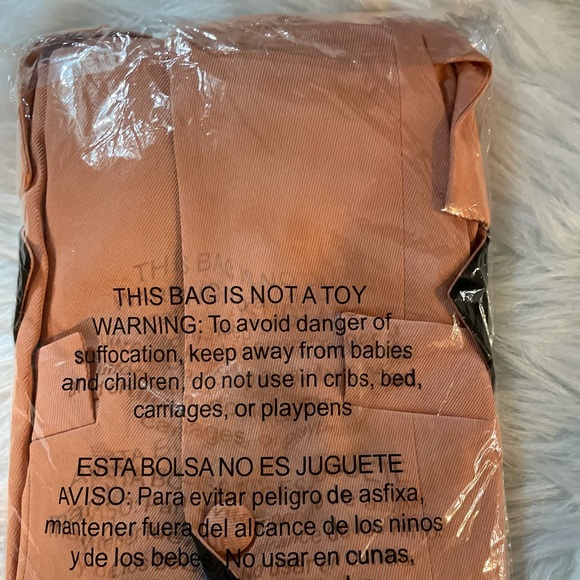 THIS BAG IS NOT A TOY
WARNING: To avoid danger of
suffocation, keep away from babies
and children, do not use in cribs, bed,
carriages, or playpens
ESTA BOLSA NO ES JUGUETE
AVISO: Para evitar peligro de asfixa,
mantener fuera del alcance de los ninos
y de los bebes. No usar en cunas,